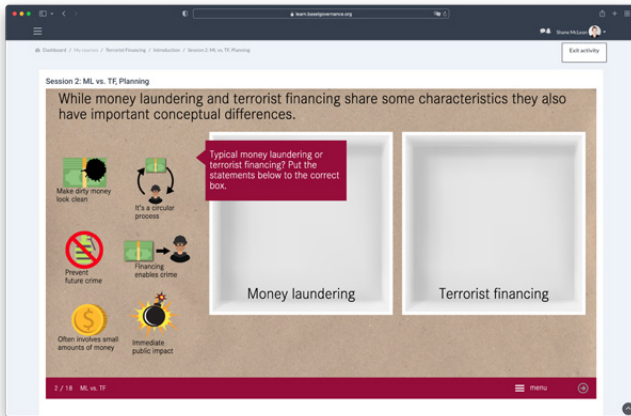 learn.baselgovernance.org
Shane McLean
Dashboard / My courses / Terrorist Financing / Introduction / Session 2: ML vs. TF, Planning
Exit activity
Session 2: ML vs. TF, Planning
While money laundering and terrorist financing share some characteristics they also
have important conceptual differences.
Typical money laundering or
terrorist financing? Put the
statements below to the correct
box.
Make dirty money
look clean
It's a circular
process
Prevent
future crime
Financing
enables crime
Often involves small
amounts of money
Immediate
public impact
Money laundering
Terrorist financing
2 / 18 ML vs. TF
menu